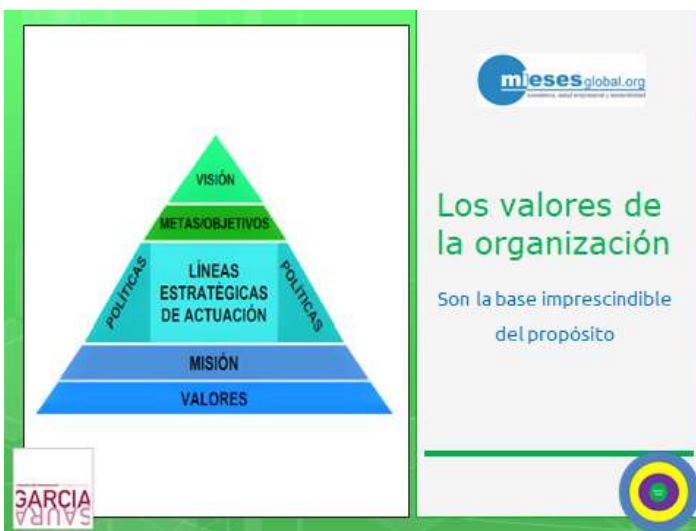 VISIÓN
METAS/OBJETIVOS
POLÍTICAS
LÍNEAS
ESTRATÉGICAS
DE ACTUACIÓN
POLÍTICAS
MISIÓN
VALORES
mieses global.org
Los valores de
la organización
Son la base imprescindible
del propósito
GARCIA
SAURA